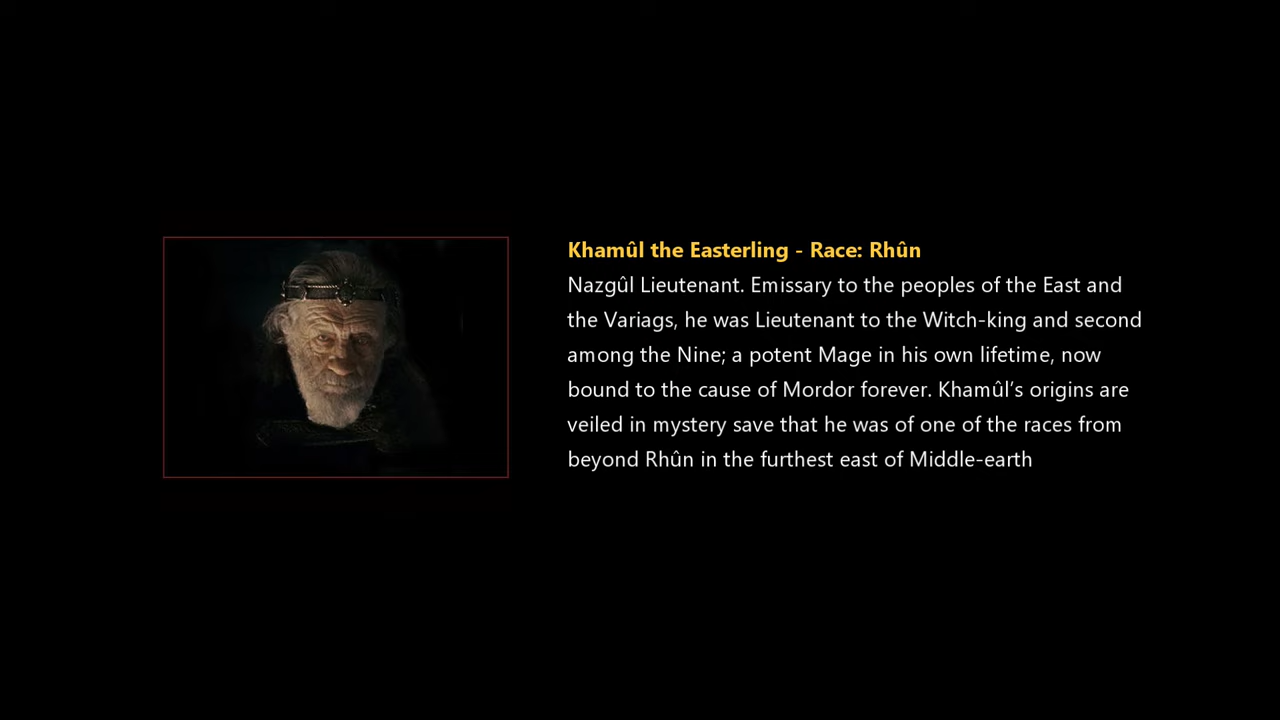 Khamûl the Easterling - Race: Rhûn
Nazgûl Lieutenant. Emissary to the peoples of the East and
the Variags, he was Lieutenant to the Witch-king and second
among the Nine; a potent Mage in his own lifetime, now
bound to the cause of Mordor forever. Khamûl’s origins are
veiled in mystery save that he was of one of the races from
beyond Rhûn in the furthest east of Middle-earth